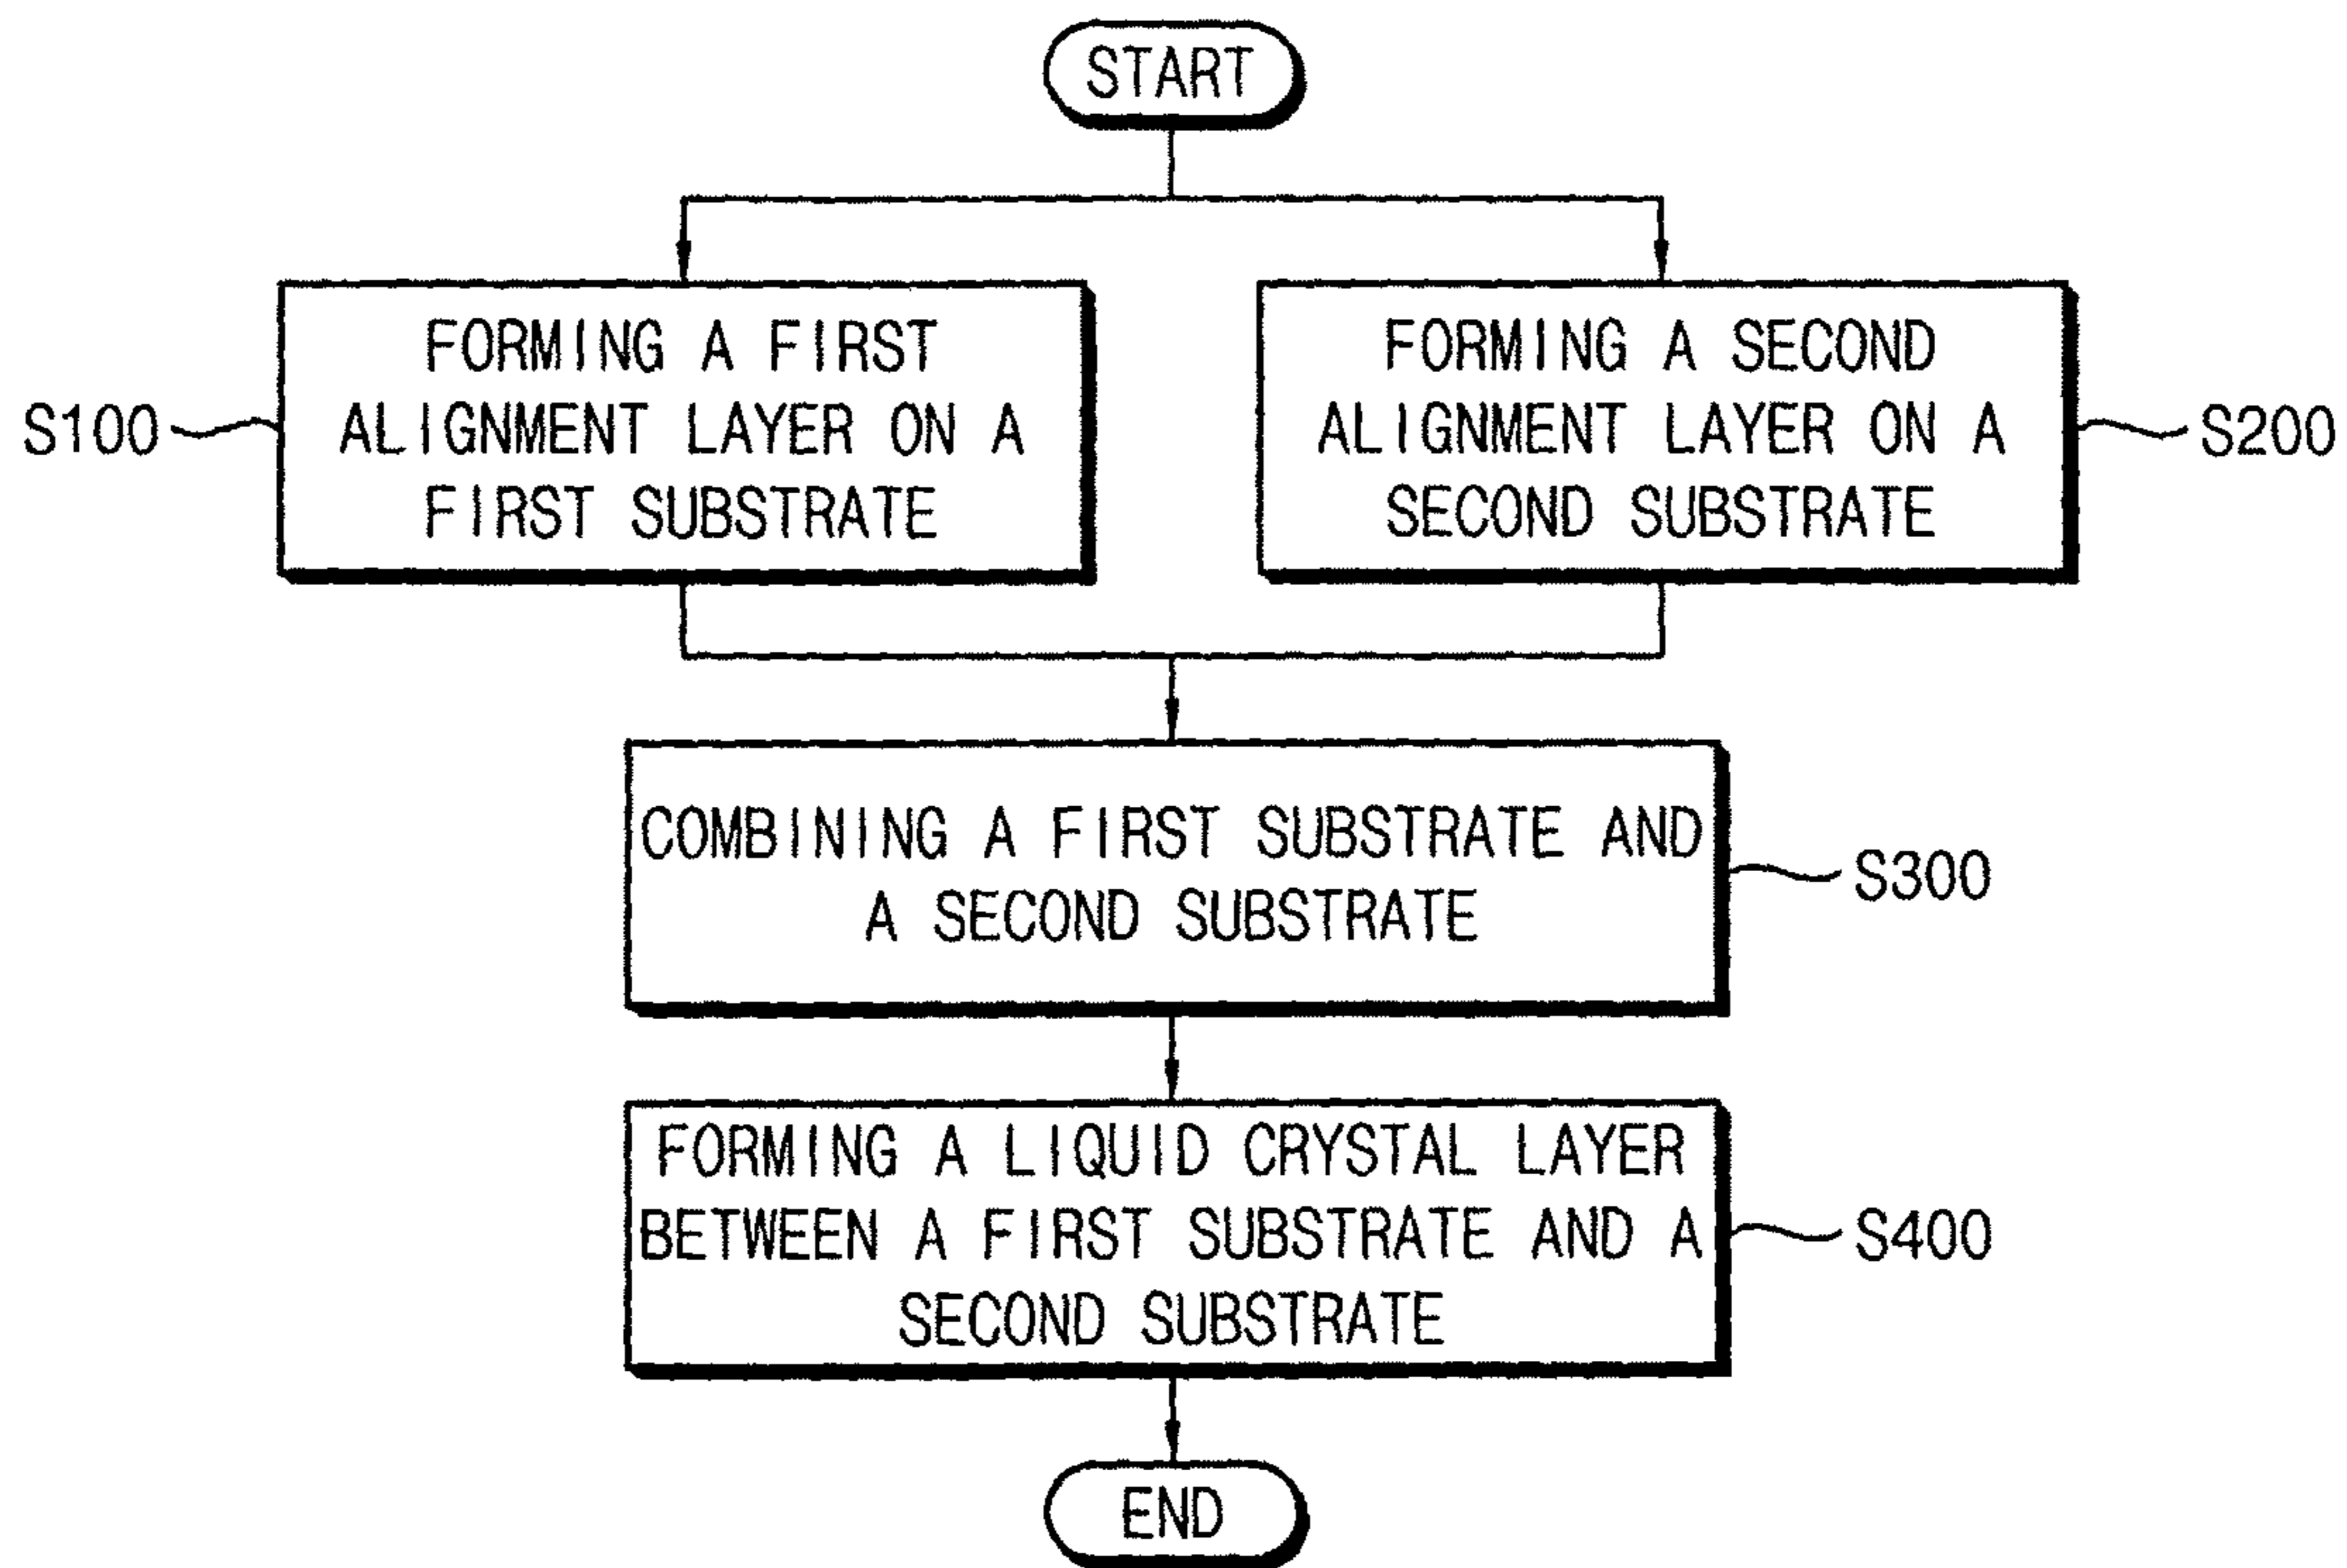 START
FORMING A FIRST
ALIGNMENT LAYER ON A
FIRST SUBSTRATE
S100
FORMING A SECOND
ALIGNMENT LAYER ON A
SECOND SUBSTRATE
S200
COMBINING A FIRST SUBSTRATE AND
A SECOND SUBSTRATE
S300
FORMING A LIQUID CRYSTAL LAYER
BETWEEN A FIRST SUBSTRATE AND A
SECOND SUBSTRATE
S400
END